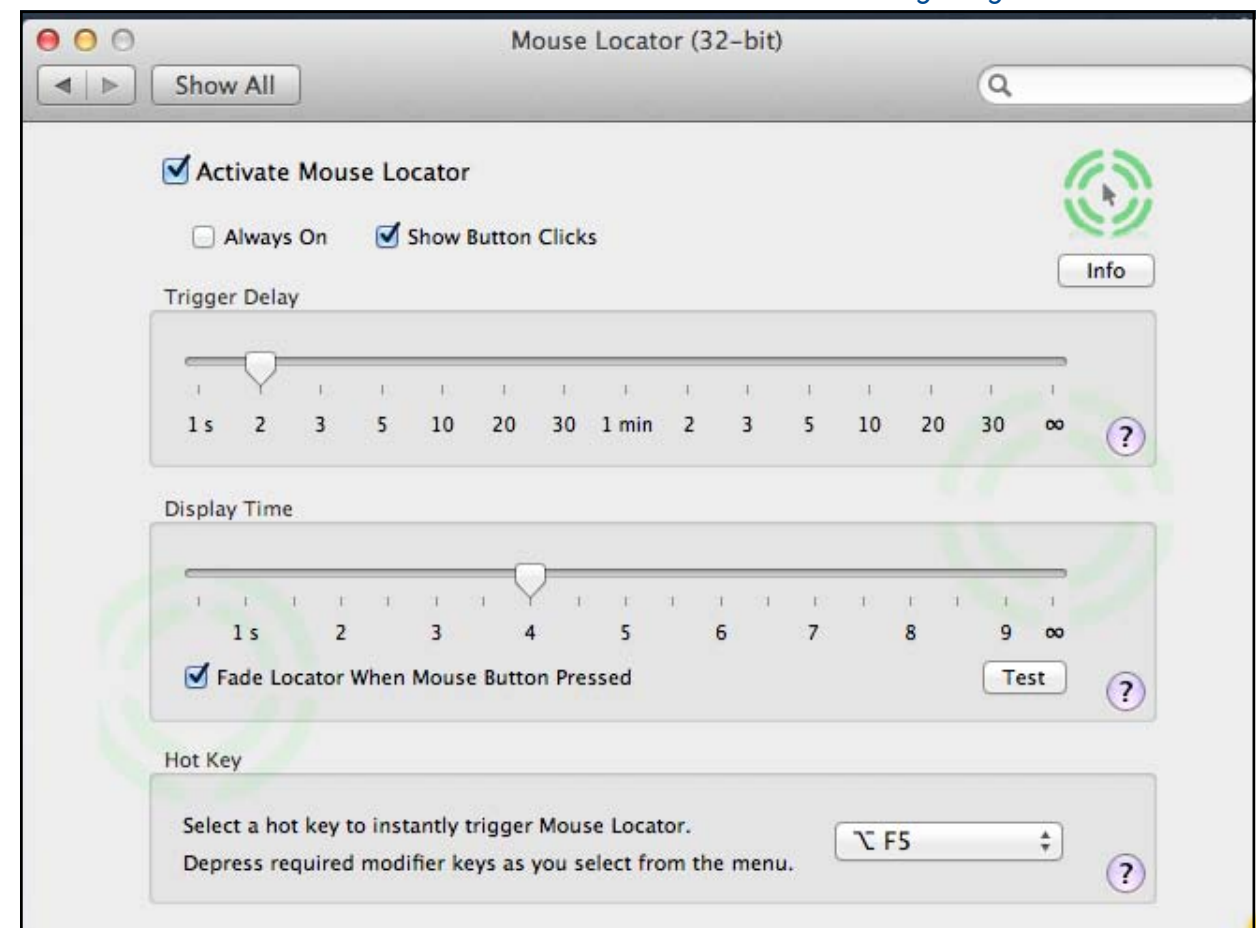 Mouse Locator (32-bit)
Show All
Activate Mouse Locator
Always On Show Button Clicks
Info
Trigger Delay
1 s 2 3 5 10 20 30 1 min 2 3 5 10 20 30 ∞
?
Display Time
1 s 2 3 4 5 6 7 8 9 ∞
Fade Locator When Mouse Button Pressed Test
?
Hot Key
Select a hot key to instantly trigger Mouse Locator.
⌥ F5
Depress required modifier keys as you select from the menu.
?